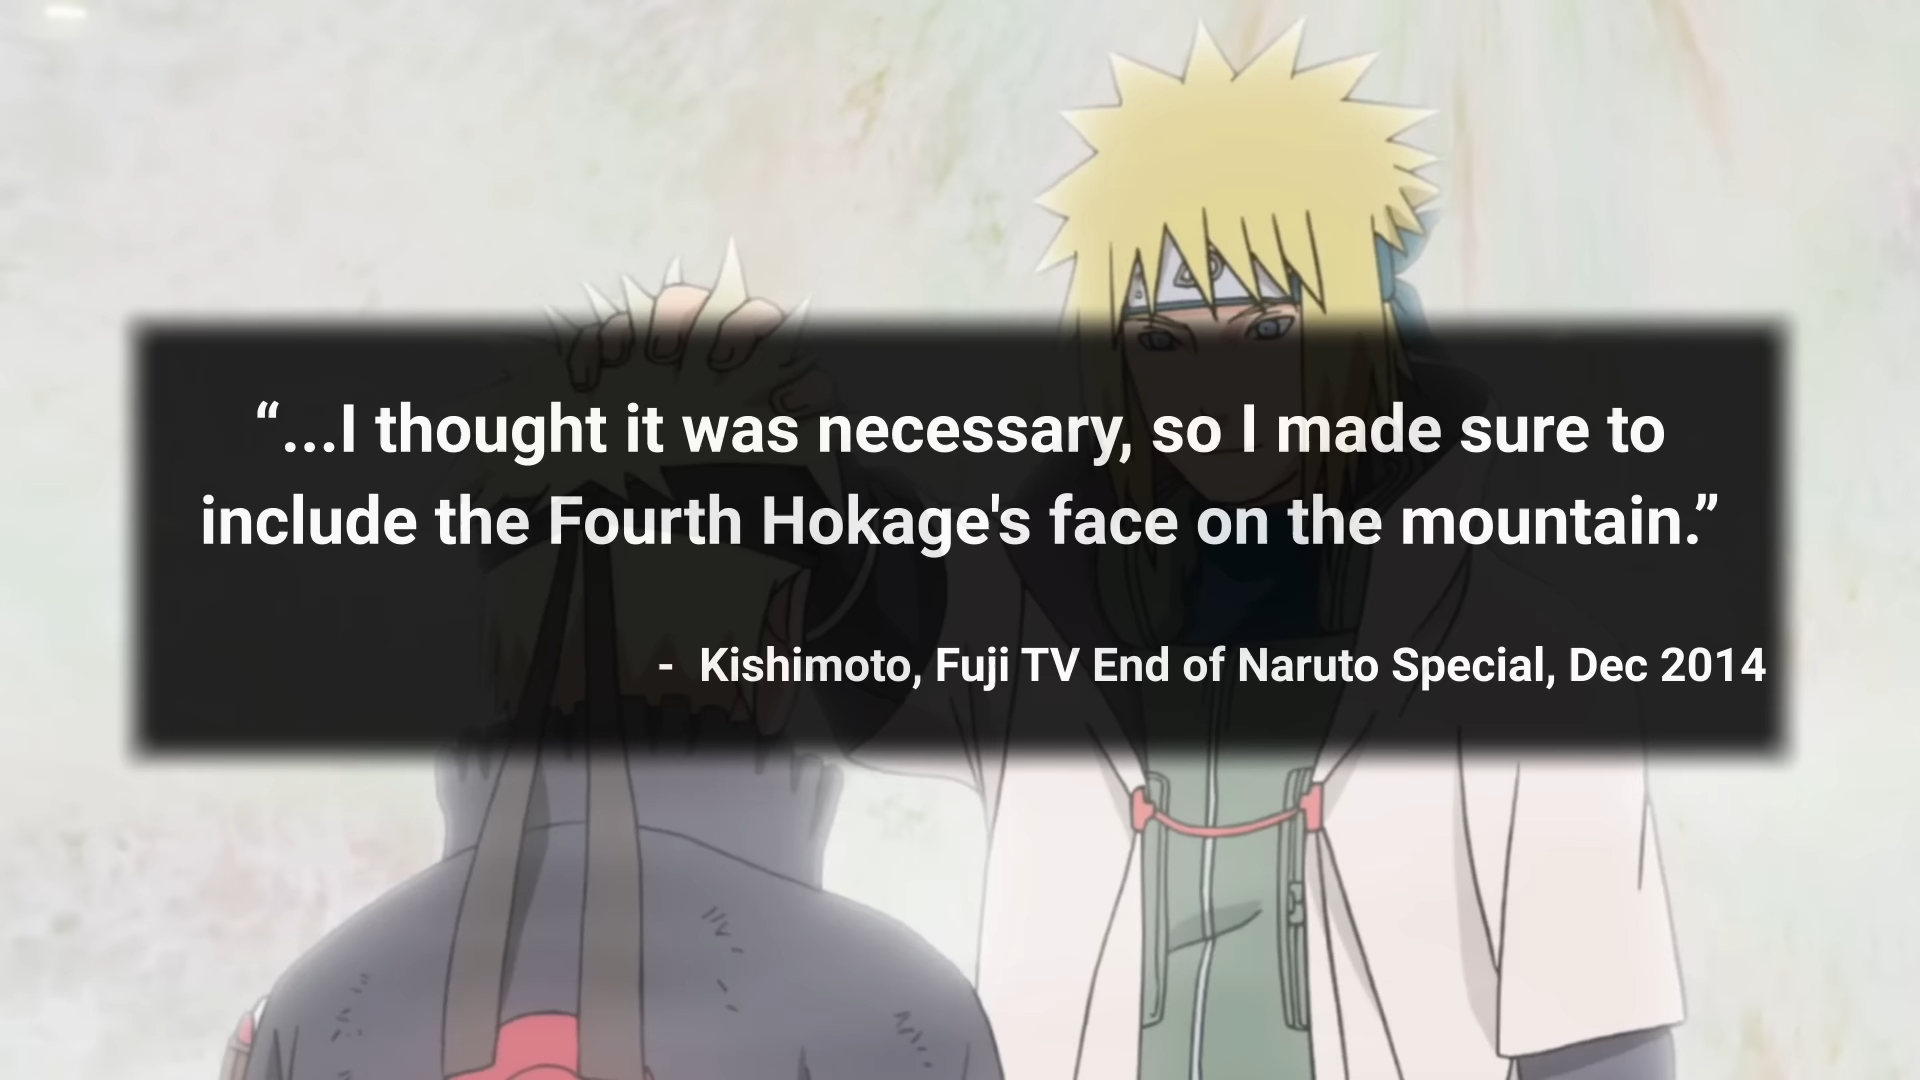 “...I thought it was necessary, so I made sure to
include the Fourth Hokage's face on the mountain.”
- Kishimoto, Fuji TV End of Naruto Special, Dec 2014